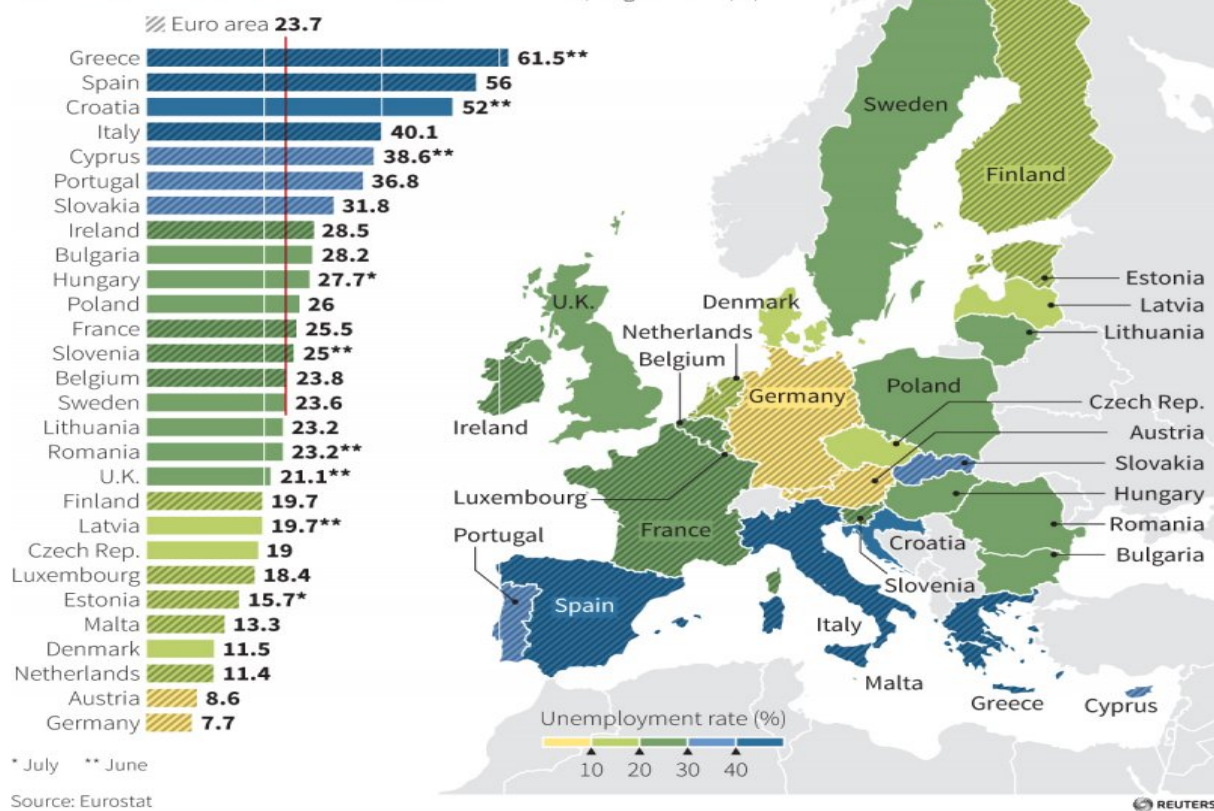 Euro area 23.7
Greece 61.5**
Spain 56
Croatia 52**
Italy 40.1
Cyprus 38.6**
Portugal 36.8
Slovakia 31.8
Ireland 28.5
Bulgaria 28.2
Hungary 27.7*
Poland 26
France 25.5
Slovenia 25**
Belgium 23.8
Sweden 23.6
Lithuania 23.2
Romania 23.2**
U.K. 21.1**
Finland 19.7
Latvia 19.7**
Czech Rep. 19
Luxembourg 18.4
Estonia 15.7*
Malta 13.3
Denmark 11.5
Netherlands 11.4
Austria 8.6
Germany 7.7
* July ** June
Source: Eurostat
Sweden
Finland
Estonia
Latvia
Lithuania
U.K.
Denmark
Netherlands
Belgium
Germany
Poland
Czech Rep.
Ireland
Austria
Slovakia
Luxembourg
Hungary
France
Romania
Portugal
Croatia
Bulgaria
Slovenia
Spain
Italy
Malta
Greece
Cyprus
Unemployment rate (%)
10 20 30 40
REUTERS